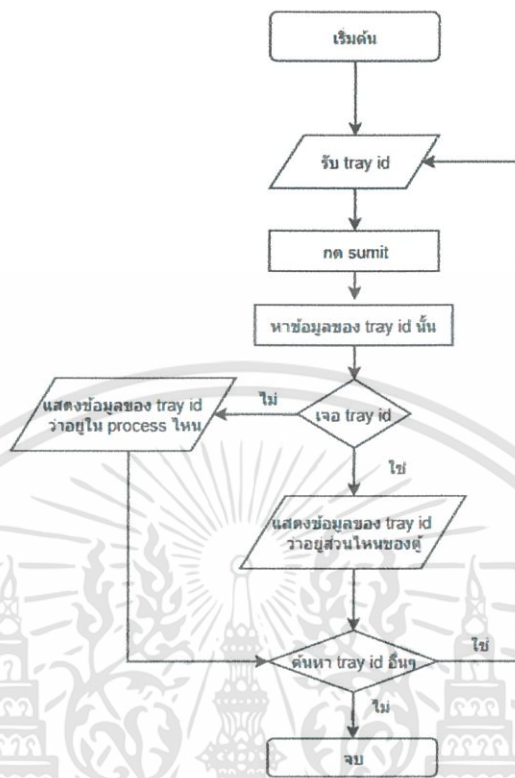 เริ่มต้น
รับ tray id
กด sumit
หาข้อมูลของ tray id นั้น
เจอ tray id
ไม่
แสดงข้อมูลของ tray id
ว่าอยู่ใน process ไหน
ใช่
แสดงข้อมูลของ tray id
ว่าอยู่ส่วนไหนของตู้
ค้นหา tray id อื่นๆ
ใช่
ไม่
จบ